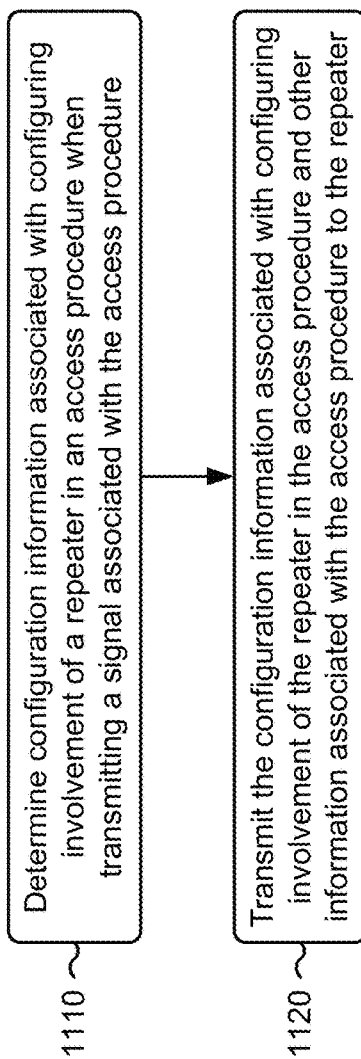 1110
Determine configuration information associated with configuring
involvement of a repeater in an access procedure when
transmitting a signal associated with the access procedure
1120
Transmit the configuration information associated with configuring
involvement of the repeater in the access procedure and other
information associated with the access procedure to the repeater